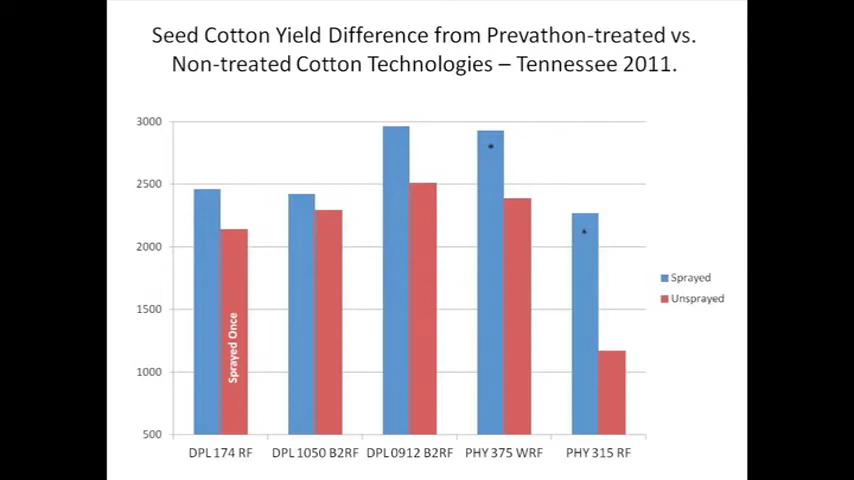 Seed Cotton Yield Difference from Prevathon-treated vs.
Non-treated Cotton Technologies – Tennessee 2011.
3000
2500
2000
1500
1000
500
*
*
Sprayed Once
Sprayed
Unsprayed
DPL 174 RF
DPL 1050 B2RF
DPL 0912 B2RF
PHY 375 WRF
PHY 315 RF